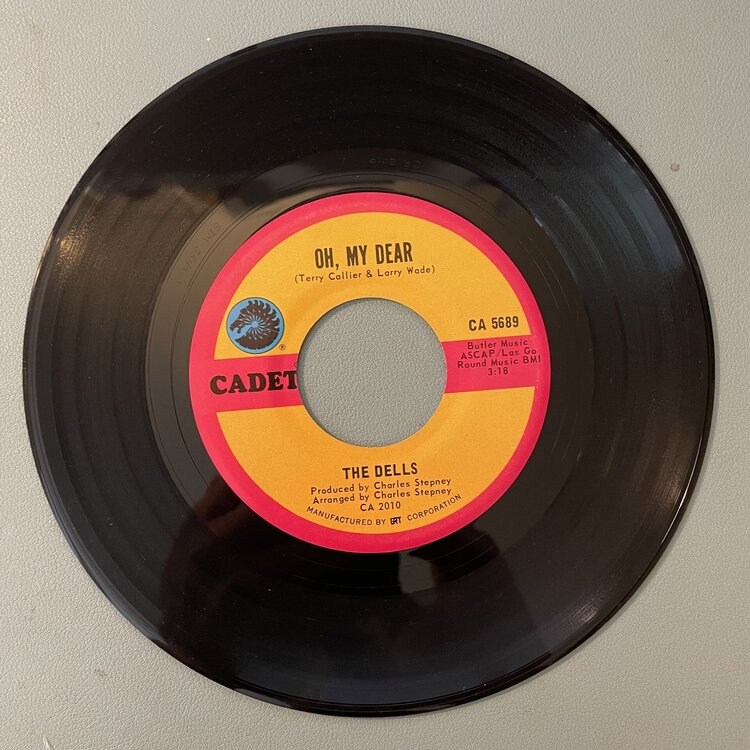 OH, MY DEAR
(Terry Callier & Larry Wade)
®
CA 5689
CADET
Butler Music
ASCAP/Las Go
Round Music BMI
3:18
THE DELLS
Produced by Charles Stepney
Arranged by Charles Stepney
CA 2010
MANUFACTURED BY GRT CORPORATION